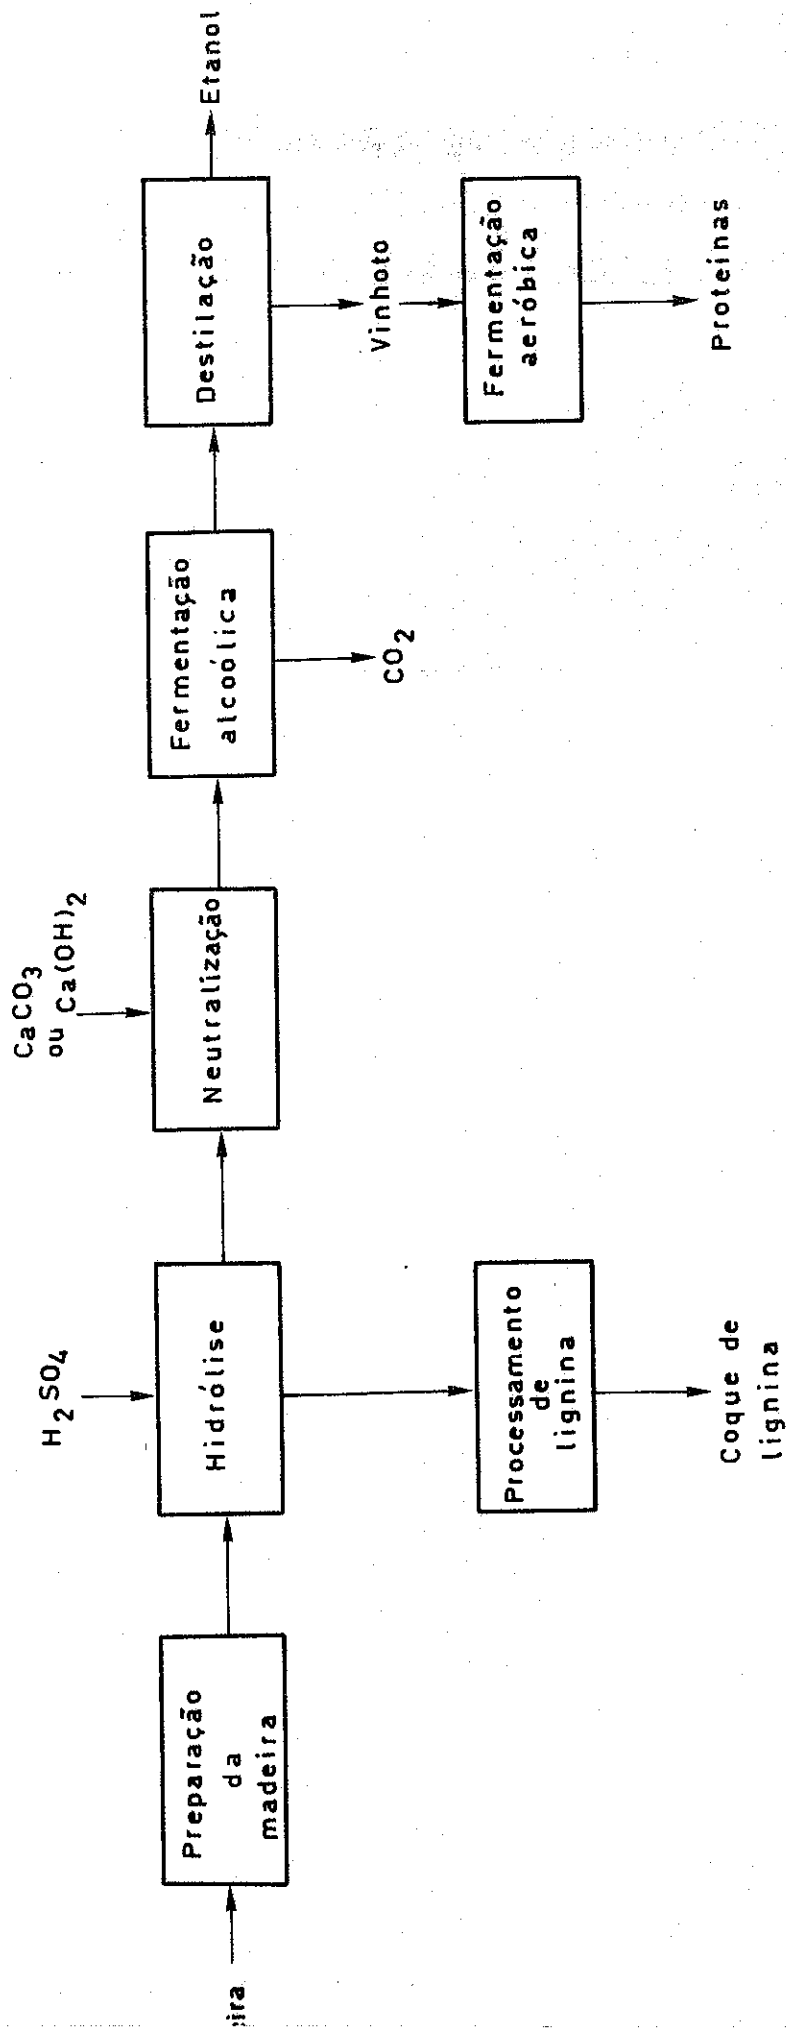 Preparação
da
madeira
H2SO4
Hidrólise
Processamento
de
lignina
Coque de
lignina
CaCO3
ou Ca(OH)2
Neutralização
Fermentação
alcoólica
CO2
Destilação
Etanol
Vinhoto
Fermentação
aeróbica
Proteinas